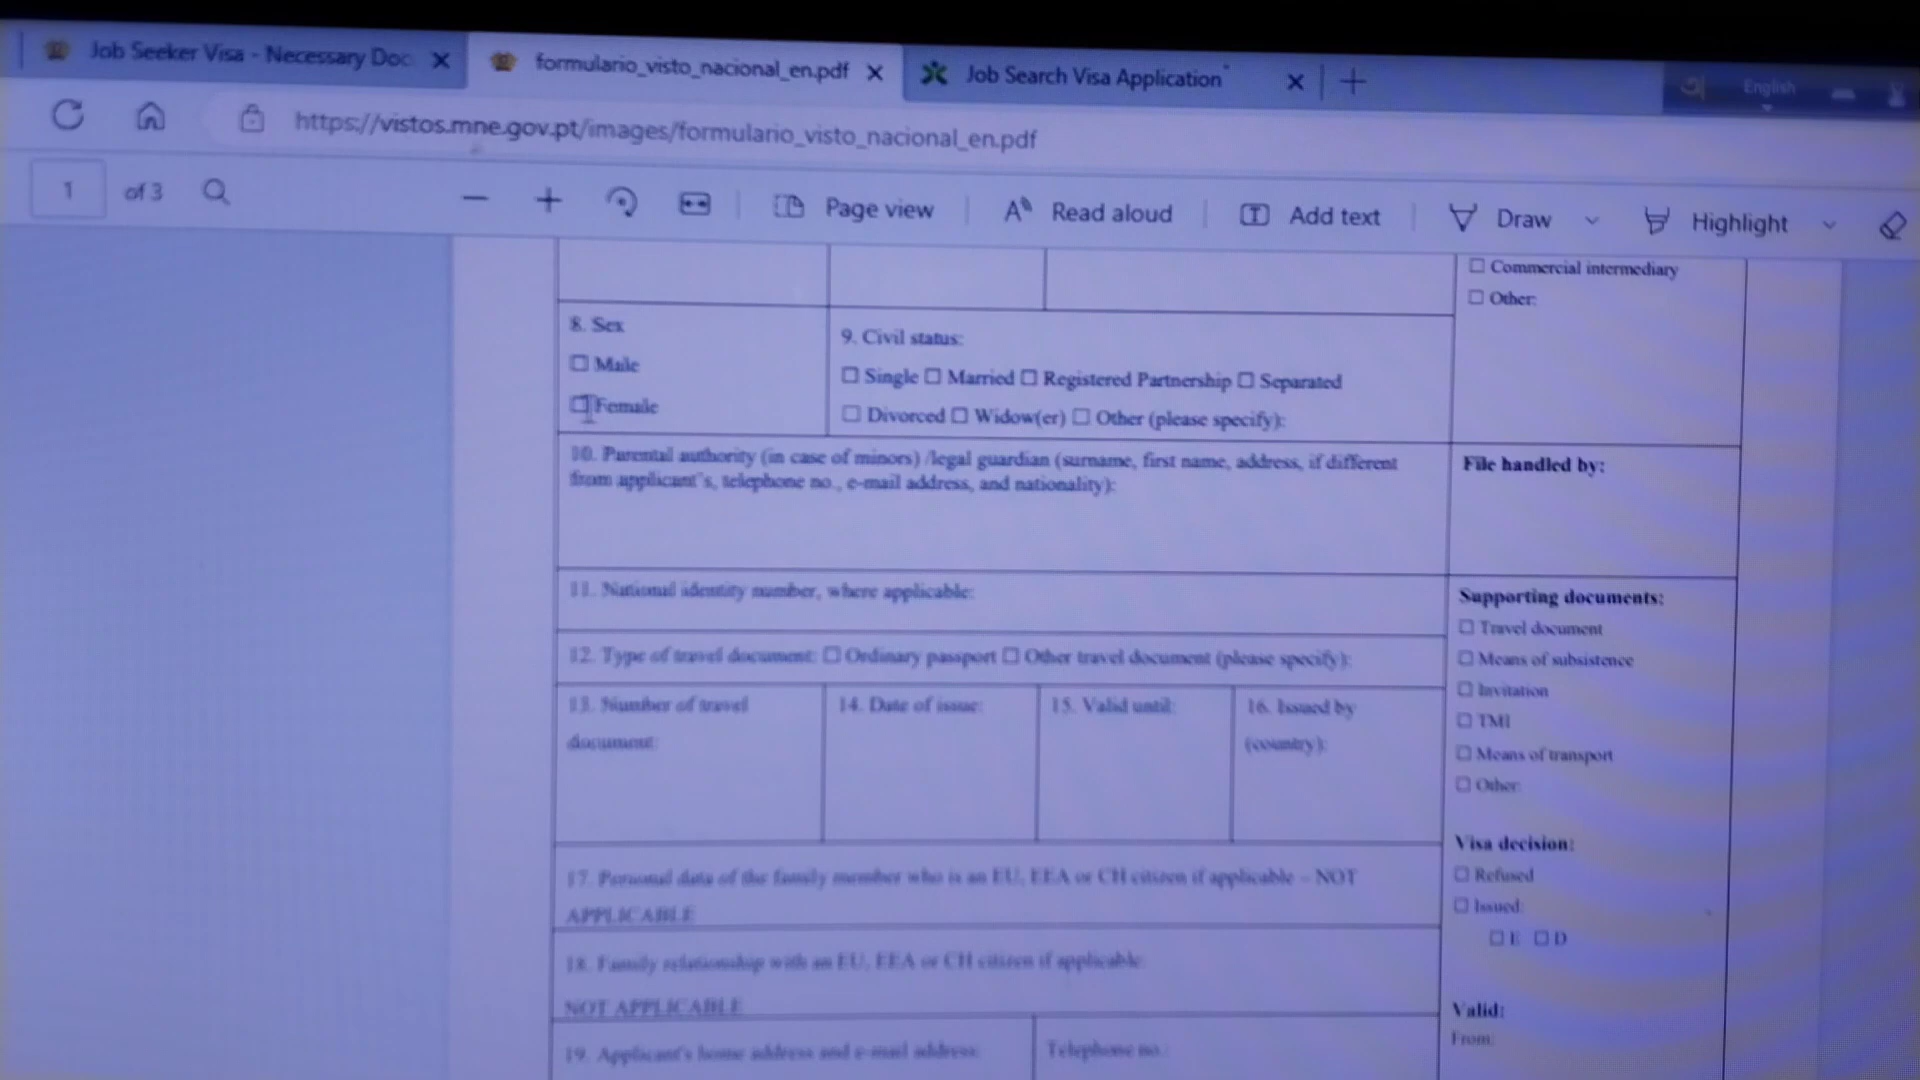 Job Seeker Visa - Necessary Doc
formulario_visto_nacional_en.pdf
Job Search Visa Application
English
https://vistos.mne.gov.pt/images/formulario_visto_nacional_en.pdf
1 of 3
Page view
Read aloud
Add text
Draw
Highlight
☐ Commercial intermediary
☐ Other:
8. Sex
☐ Male
☐ Female
9. Civil status:
☐ Single ☐ Married ☐ Registered Partnership ☐ Separated
☐ Divorced ☐ Widow(er) ☐ Other (please specify):
10. Parental authority (in case of minors) /legal guardian (surname, first name, address, if different
from applicant's, telephone no., e-mail address, and nationality):
File handled by:
11. National identity number, where applicable:
12. Type of travel document: ☐ Ordinary passport ☐ Other travel document (please specify):
13. Number of travel
document:
14. Date of issue:
15. Valid until:
16. Issued by
(country):
17. Personal data of the family member who is an EU, EEA or CH citizen if applicable – NOT
APPLICABLE
18. Family relationship with an EU, EEA or CH citizen if applicable:
NOT APPLICABLE
19. Applicant's home address and e-mail address:
Telephone no.:
Supporting documents:
☐ Travel document
☐ Means of subsistence
☐ Invitation
☐ TMI
☐ Means of transport
☐ Other:
Visa decision:
☐ Refused
☐ Issued:
☐ E ☐ D
Valid:
From: